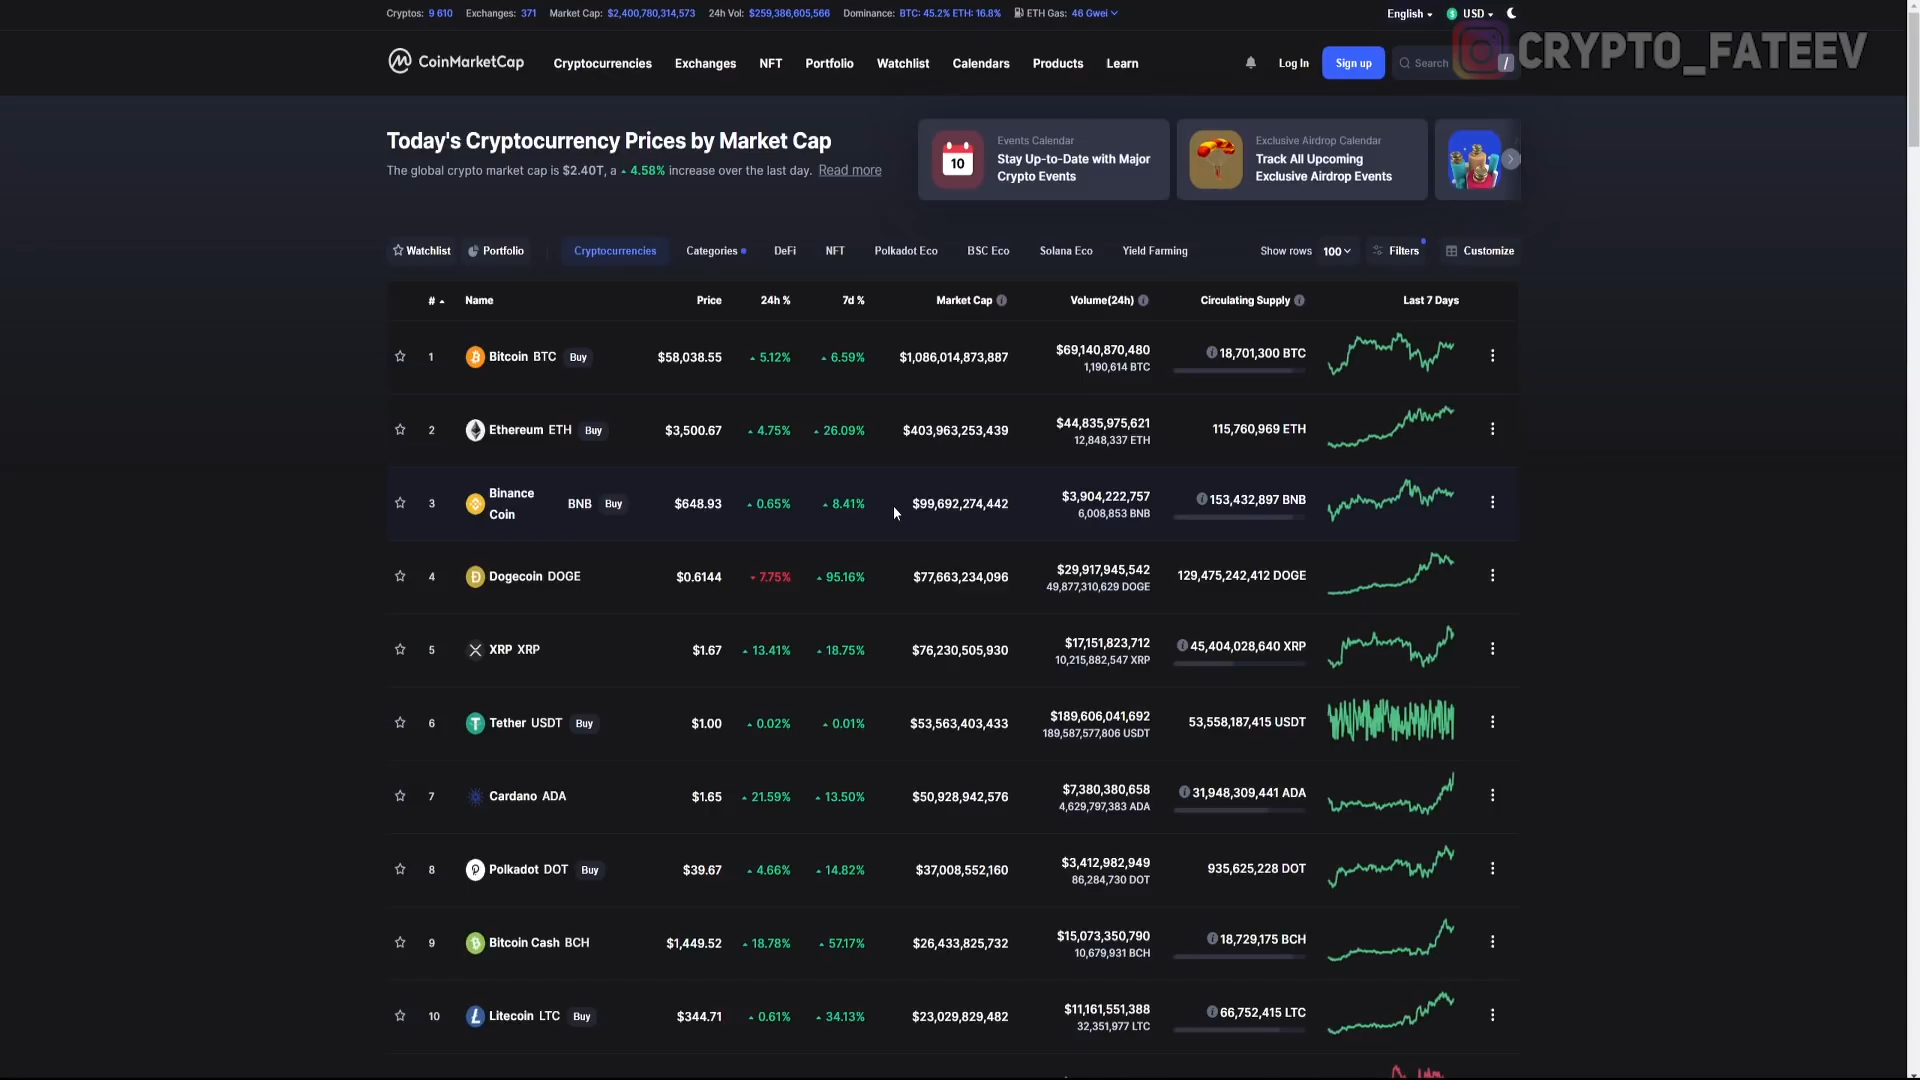 Cryptos: 9 610 Exchanges: 371 Market Cap: $2,400,780,314,573 24h Vol: $259,386,605,566 Dominance: BTC: 45.2% ETH: 16.8% ETH Gas: 46 Gwei English USD
CoinMarketCap Cryptocurrencies Exchanges NFT Portfolio Watchlist Calendars Products Learn Log In Sign up Search / CRYPTO_FATEEV
Today's Cryptocurrency Prices by Market Cap
The global crypto market cap is $2.40T, a 4.58% increase over the last day. Read more
10
Events Calendar
Stay Up-to-Date with Major
Crypto Events
Exclusive Airdrop Calendar
Track All Upcoming
Exclusive Airdrop Events
Watchlist Portfolio Cryptocurrencies Categories DeFi NFT Polkadot Eco BSC Eco Solana Eco Yield Farming Show rows 100 Filters Customize
# Name Price 24h % 7d % Market Cap Volume(24h) Circulating Supply Last 7 Days
1 Bitcoin BTC Buy $58,038.55 5.12% 6.59% $1,086,014,873,887 $69,140,870,480 18,701,300 BTC
1,190,614 BTC
2 Ethereum ETH Buy $3,500.67 4.75% 26.09% $403,963,253,439 $44,835,975,621 115,760,969 ETH
12,848,337 ETH
3 Binance Coin BNB Buy $648.93 0.65% 8.41% $99,692,274,442 $3,904,222,757 153,432,897 BNB
6,008,853 BNB
4 Dogecoin DOGE $0.6144 7.75% 95.16% $77,663,234,096 $29,917,945,542 129,475,242,412 DOGE
49,877,310,629 DOGE
5 XRP XRP $1.67 13.41% 18.75% $76,230,505,930 $17,151,823,712 45,404,028,640 XRP
10,215,882,547 XRP
6 Tether USDT Buy $1.00 0.02% 0.01% $53,563,403,433 $189,606,041,692 53,558,187,415 USDT
189,587,577,806 USDT
7 Cardano ADA $1.65 21.59% 13.50% $50,928,942,576 $7,380,380,658 31,948,309,441 ADA
4,629,797,383 ADA
8 Polkadot DOT Buy $39.67 4.66% 14.82% $37,008,552,160 $3,412,982,949 935,625,228 DOT
86,284,730 DOT
9 Bitcoin Cash BCH $1,449.52 18.78% 57.17% $26,433,825,732 $15,073,350,790 18,729,175 BCH
10,679,931 BCH
10 Litecoin LTC Buy $344.71 0.61% 34.13% $23,029,829,482 $11,161,551,388 66,752,415 LTC
32,351,977 LTC